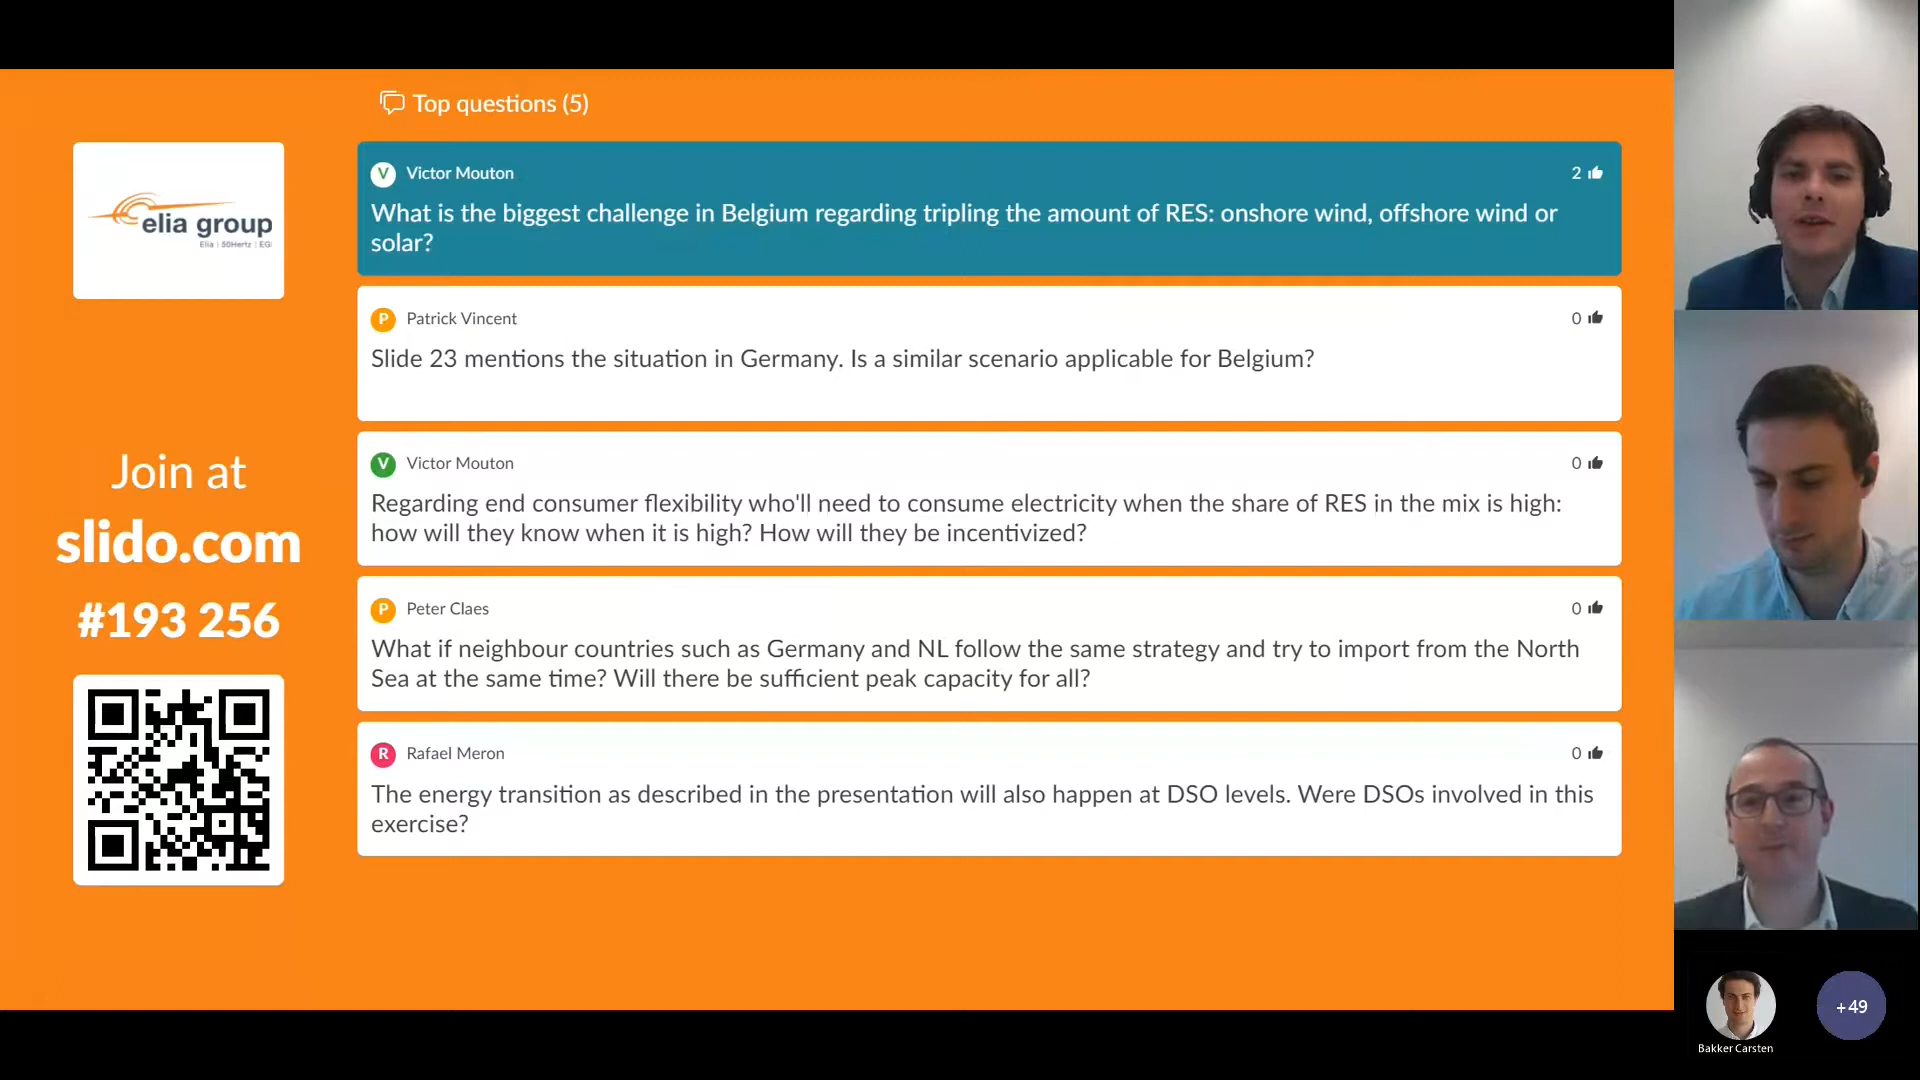 Top questions (5)
elia group
Elia | 50Hertz | EGI
Join at
slido.com
#193 256
V Victor Mouton 2
What is the biggest challenge in Belgium regarding tripling the amount of RES: onshore wind, offshore wind or
solar?
P Patrick Vincent 0
Slide 23 mentions the situation in Germany. Is a similar scenario applicable for Belgium?
V Victor Mouton 0
Regarding end consumer flexibility who'll need to consume electricity when the share of RES in the mix is high:
how will they know when it is high? How will they be incentivized?
P Peter Claes 0
What if neighbour countries such as Germany and NL follow the same strategy and try to import from the North
Sea at the same time? Will there be sufficient peak capacity for all?
R Rafael Meron 0
The energy transition as described in the presentation will also happen at DSO levels. Were DSOs involved in this
exercise?
+49
Bakker Carsten